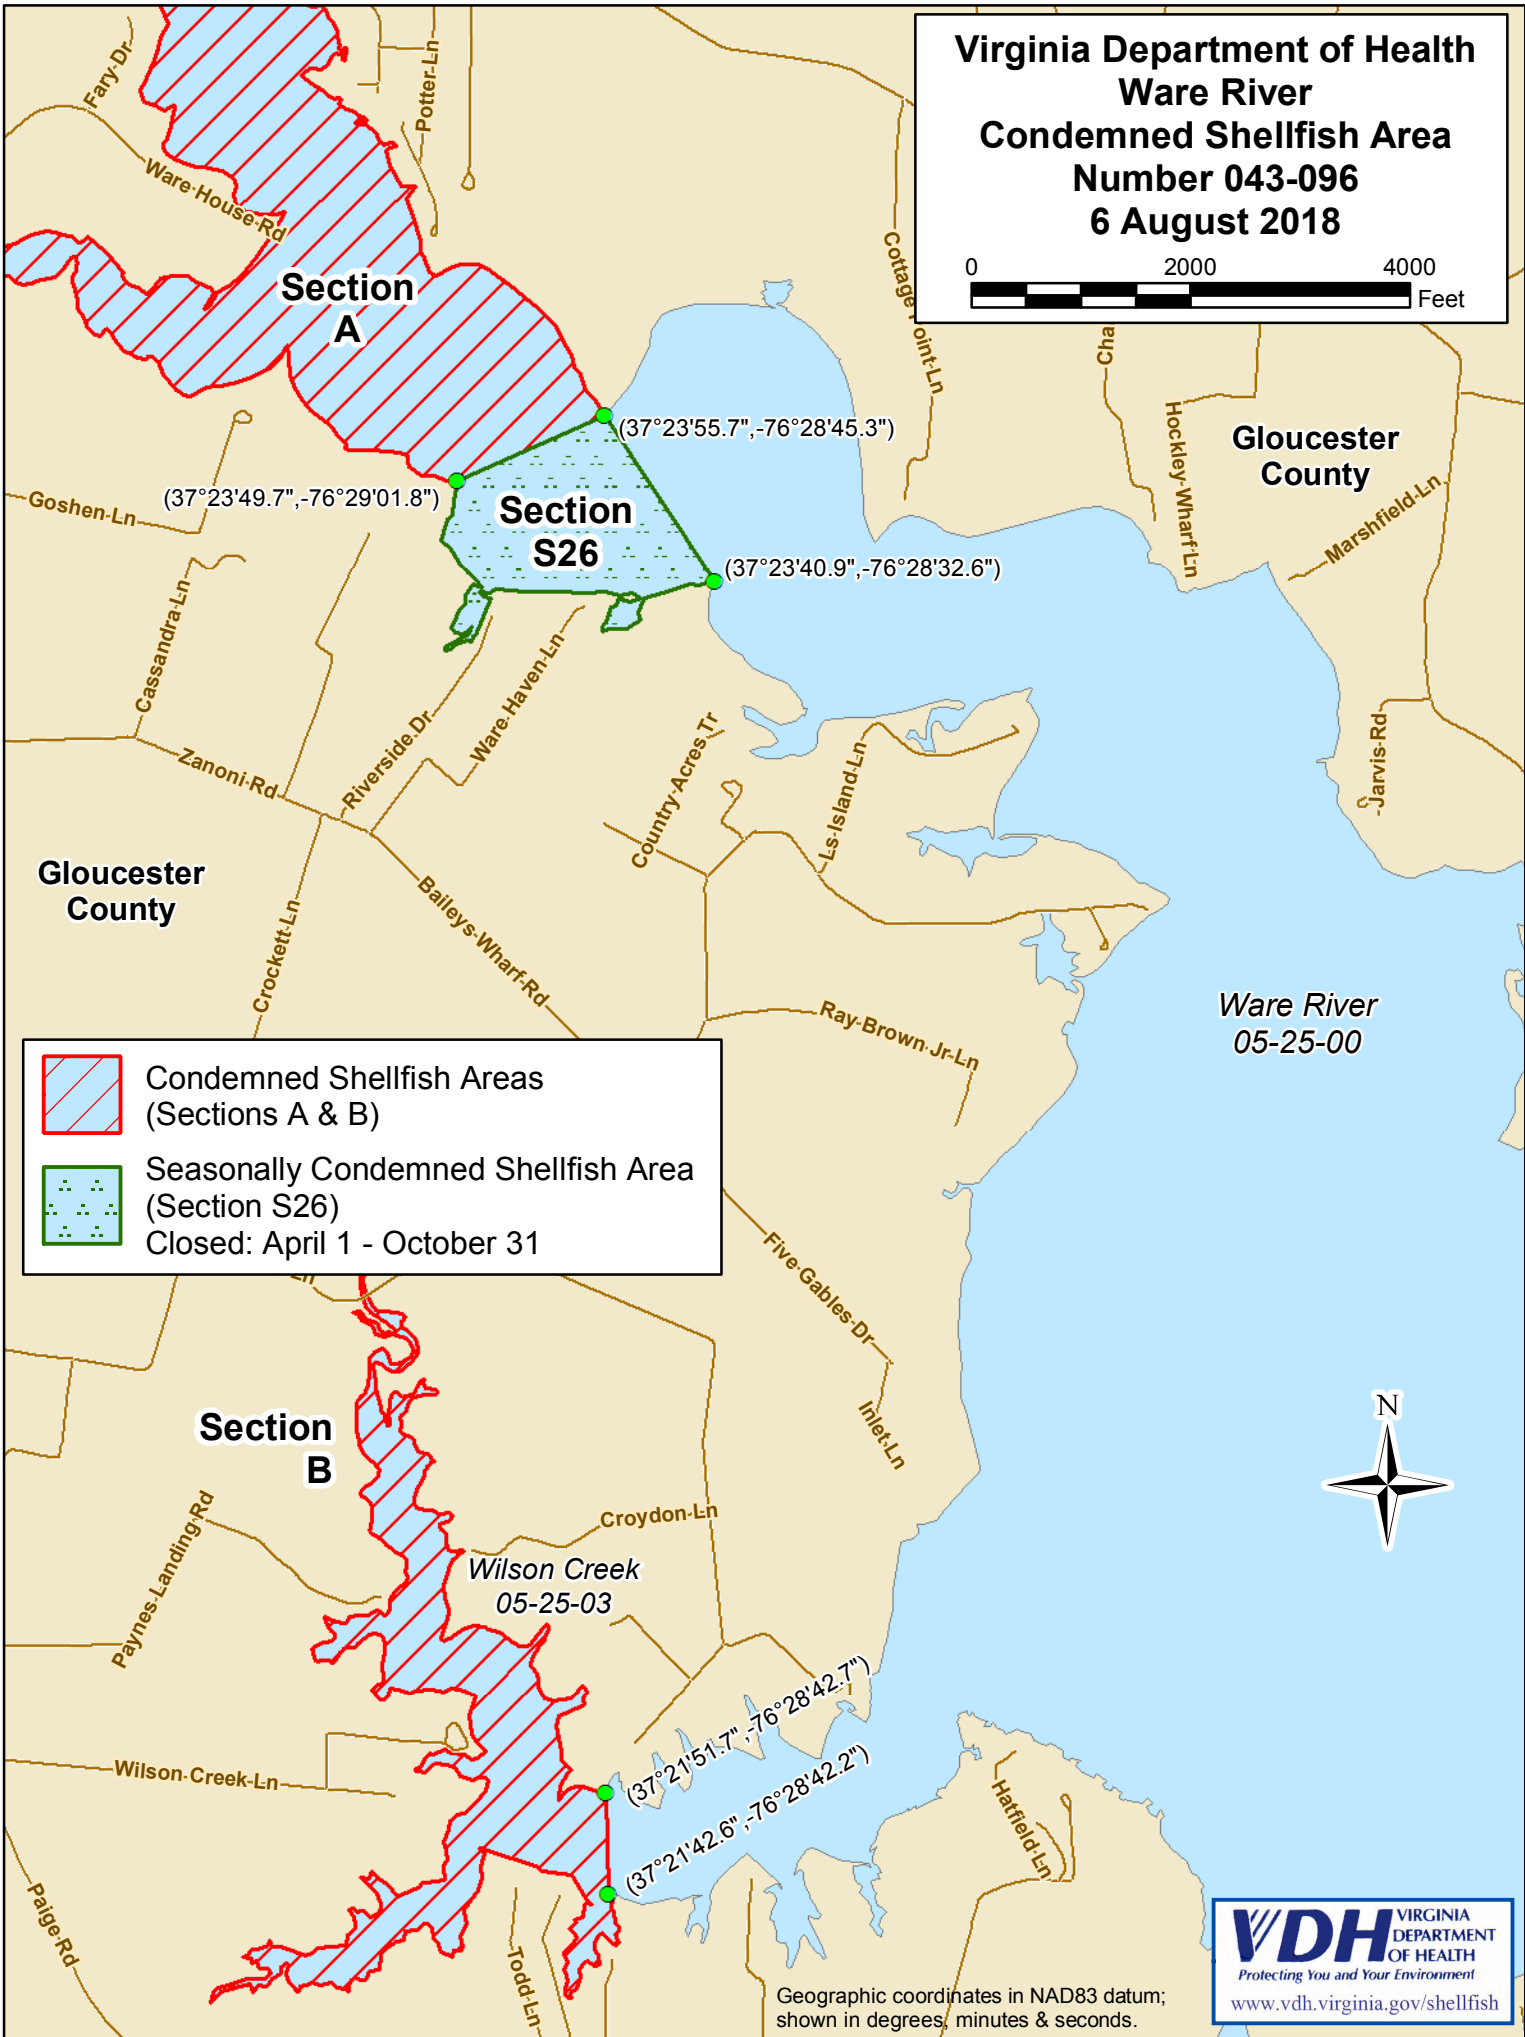 Virginia Department of Health
Ware River
Condemned Shellfish Area
Number 043-096
6 August 2018
0 2000 4000
Feet
Fary Dr
Potter Ln
Ware House Rd
Section
A
Cottage Point Ln
Cha
Hockley Wharf Ln
Gloucester
County
Marshfield Ln
(37°23'55.7",-76°28'45.3")
(37°23'49.7",-76°29'01.8")
Goshen Ln
Section
S26
(37°23'40.9",-76°28'32.6")
Cassandra Ln
Zanoni Rd
Riverside Dr
Ware Haven Ln
Country Acres Tr
Ls Island Ln
Jarvis Rd
Gloucester
County
Crockett Ln
Baileys Wharf Rd
Ray Brown Jr Ln
Ware River
05-25-00
Condemned Shellfish Areas
(Sections A & B)
Seasonally Condemned Shellfish Area
(Section S26)
Closed: April 1 - October 31
Ln
Five Gables Dr
Inlet Ln
N
Section
B
Paynes Landing Rd
Croydon Ln
Wilson Creek
05-25-03
(37°21'51.7",-76°28'42.7")
(37°21'42.6",-76°28'42.2")
Wilson Creek Ln
Hatfield Ln
Paige Rd
Todd Ln
Geographic coordinates in NAD83 datum;
shown in degrees, minutes & seconds.
VDH VIRGINIA
DEPARTMENT
OF HEALTH
Protecting You and Your Environment
www.vdh.virginia.gov/shellfish